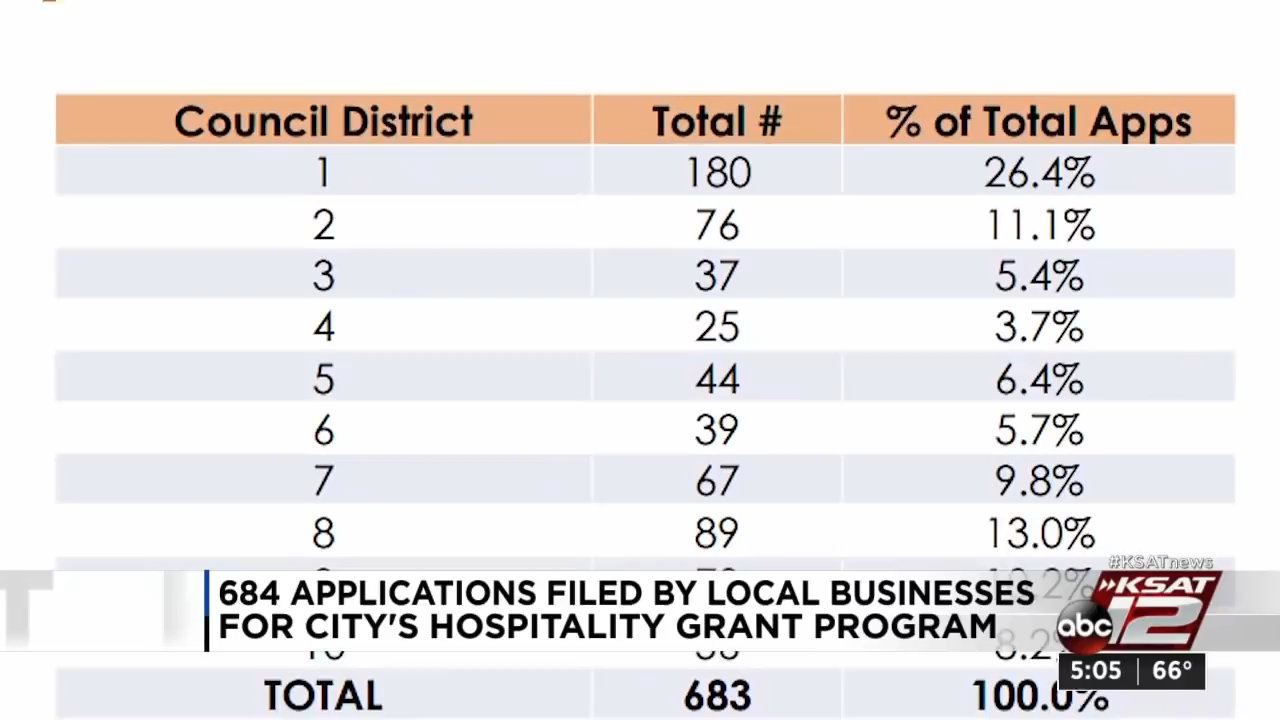 Council District Total # % of Total Apps
1 180 26.4%
2 76 11.1%
3 37 5.4%
4 25 3.7%
5 44 6.4%
6 39 5.7%
7 67 9.8%
8 89 13.0%
#KSATnews
684 APPLICATIONS FILED BY LOCAL BUSINESSES
FOR CITY'S HOSPITALITY GRANT PROGRAM
KSAT
abc 12
5:05 66°
TOTAL 683 100.0%